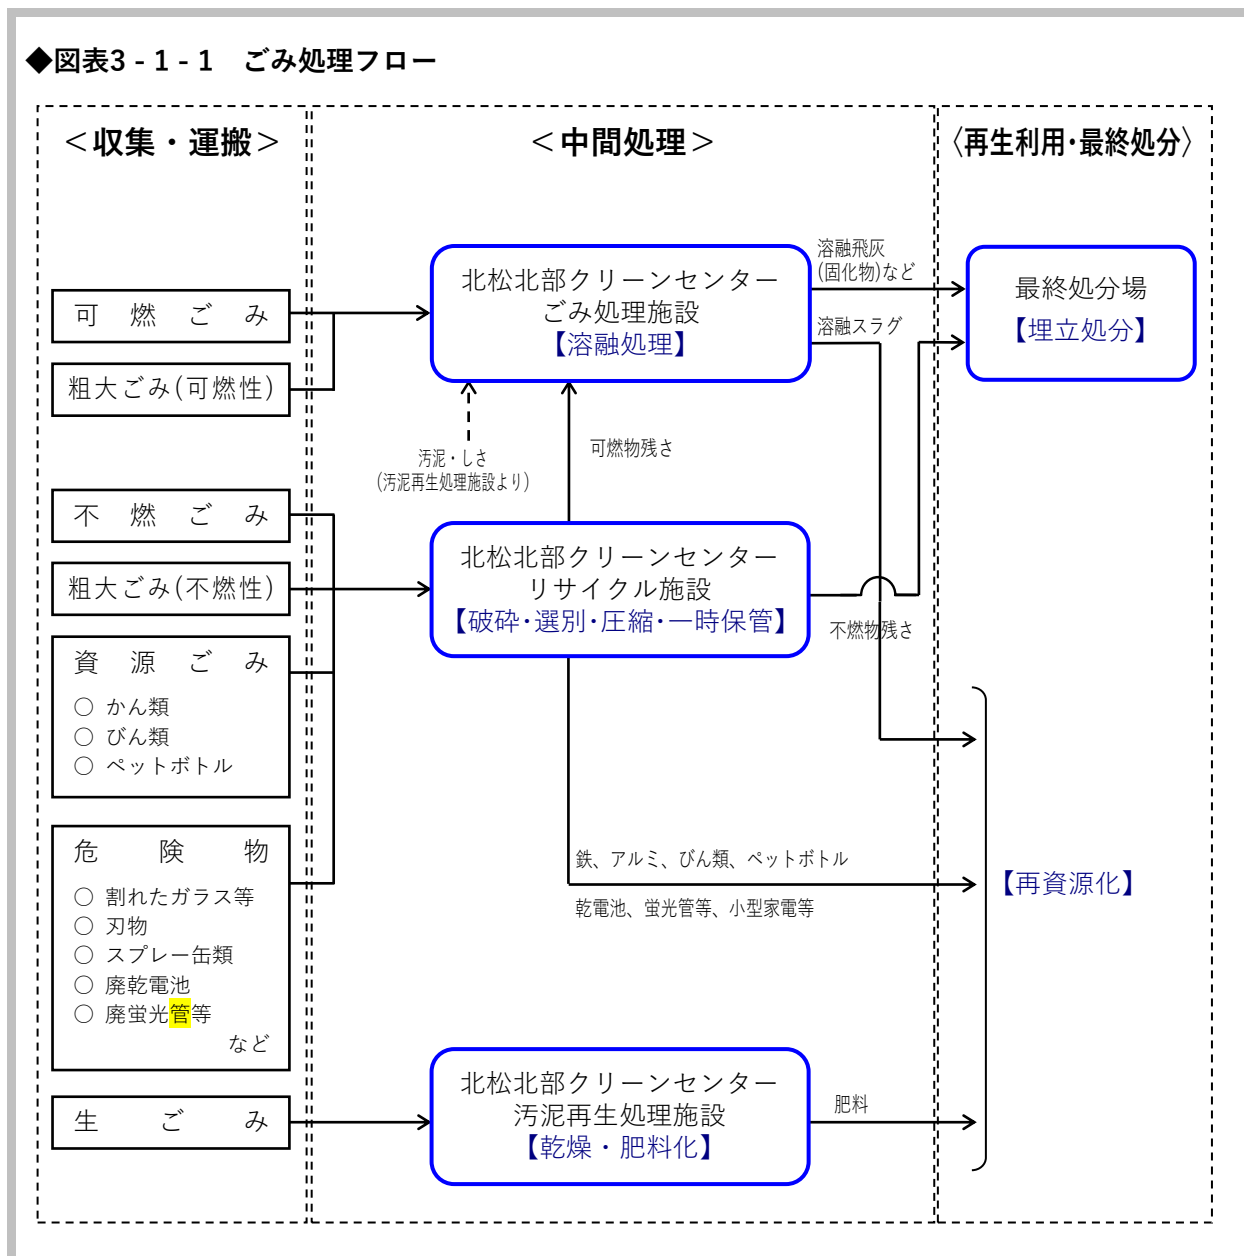 ◆図表3 - 1 - 1　ごみ処理フロー
＜収集・運搬＞
＜中間処理＞
〈再生利用･最終処分〉
可燃ごみ
粗大ごみ(可燃性)
不燃ごみ
粗大ごみ(不燃性)
資源ごみ
○ かん類
○ びん類
○ ペットボトル
危険物
○ 割れたガラス等
○ 刃物
○ スプレー缶類
○ 廃乾電池
○ 廃蛍光管等
など
生ごみ
北松北部クリーンセンター
ごみ処理施設
【溶融処理】
汚泥・しさ
(汚泥再生処理施設より)
可燃物残さ
北松北部クリーンセンター
リサイクル施設
【破砕･選別･圧縮･一時保管】
鉄、アルミ、びん類、ペットボトル
乾電池、蛍光管等、小型家電等
北松北部クリーンセンター
汚泥再生処理施設
【乾燥・肥料化】
溶融飛灰
(固化物)など
溶融スラグ
不燃物残さ
肥料
最終処分場
【埋立処分】
【再資源化】